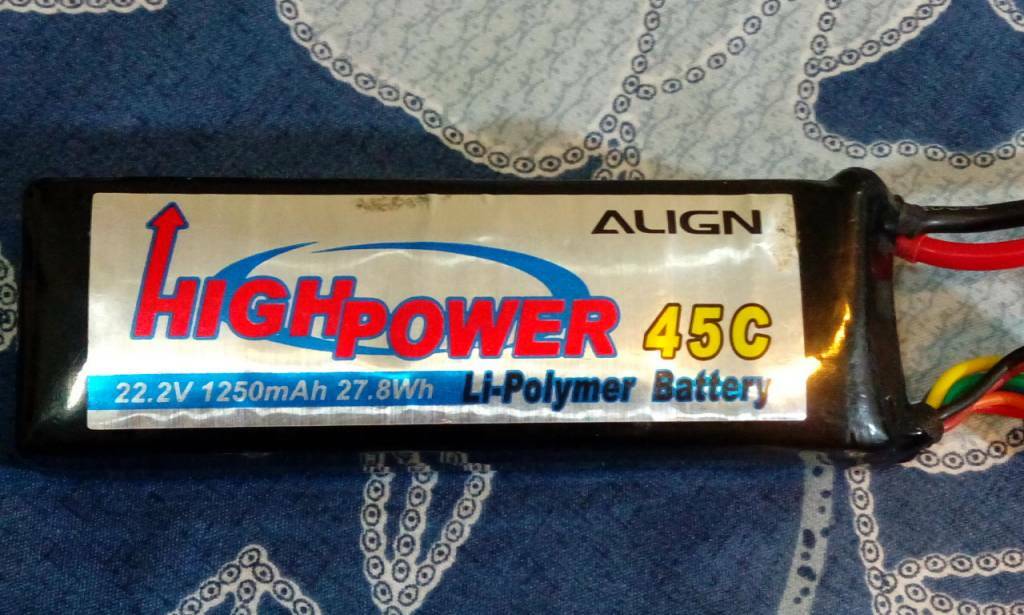 ALIGN
HIGHPOWER 45C
22.2V 1250mAh 27.8Wh Li-Polymer Battery